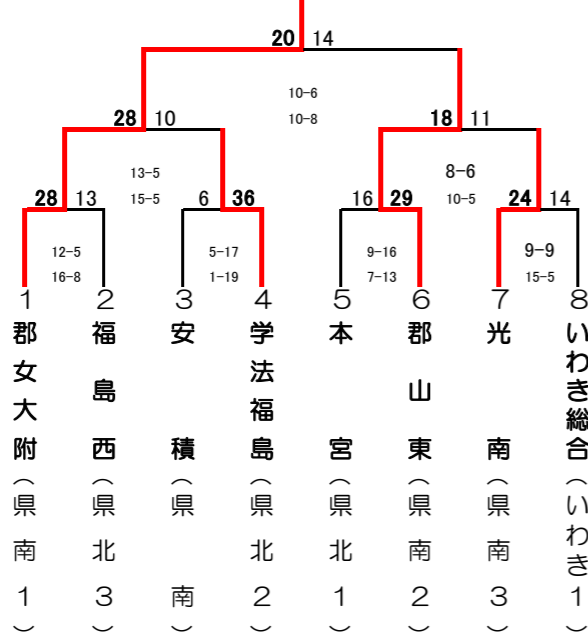 20 14
10-6
10-8
28 10
18 11
13-5
15-5
8-6
10-5
28 13
6 36
16 29
24 14
12-5
16-8
5-17
1-19
9-16
7-13
9-9
15-5
1 郡女大附（県南1）
2 福島西（県北3）
3 安積（県南）
4 学法福島（県北2）
5 本宮（県北1）
6 郡山東（県南2）
7 光南（県南3）
8 いわき総合（いわき1）